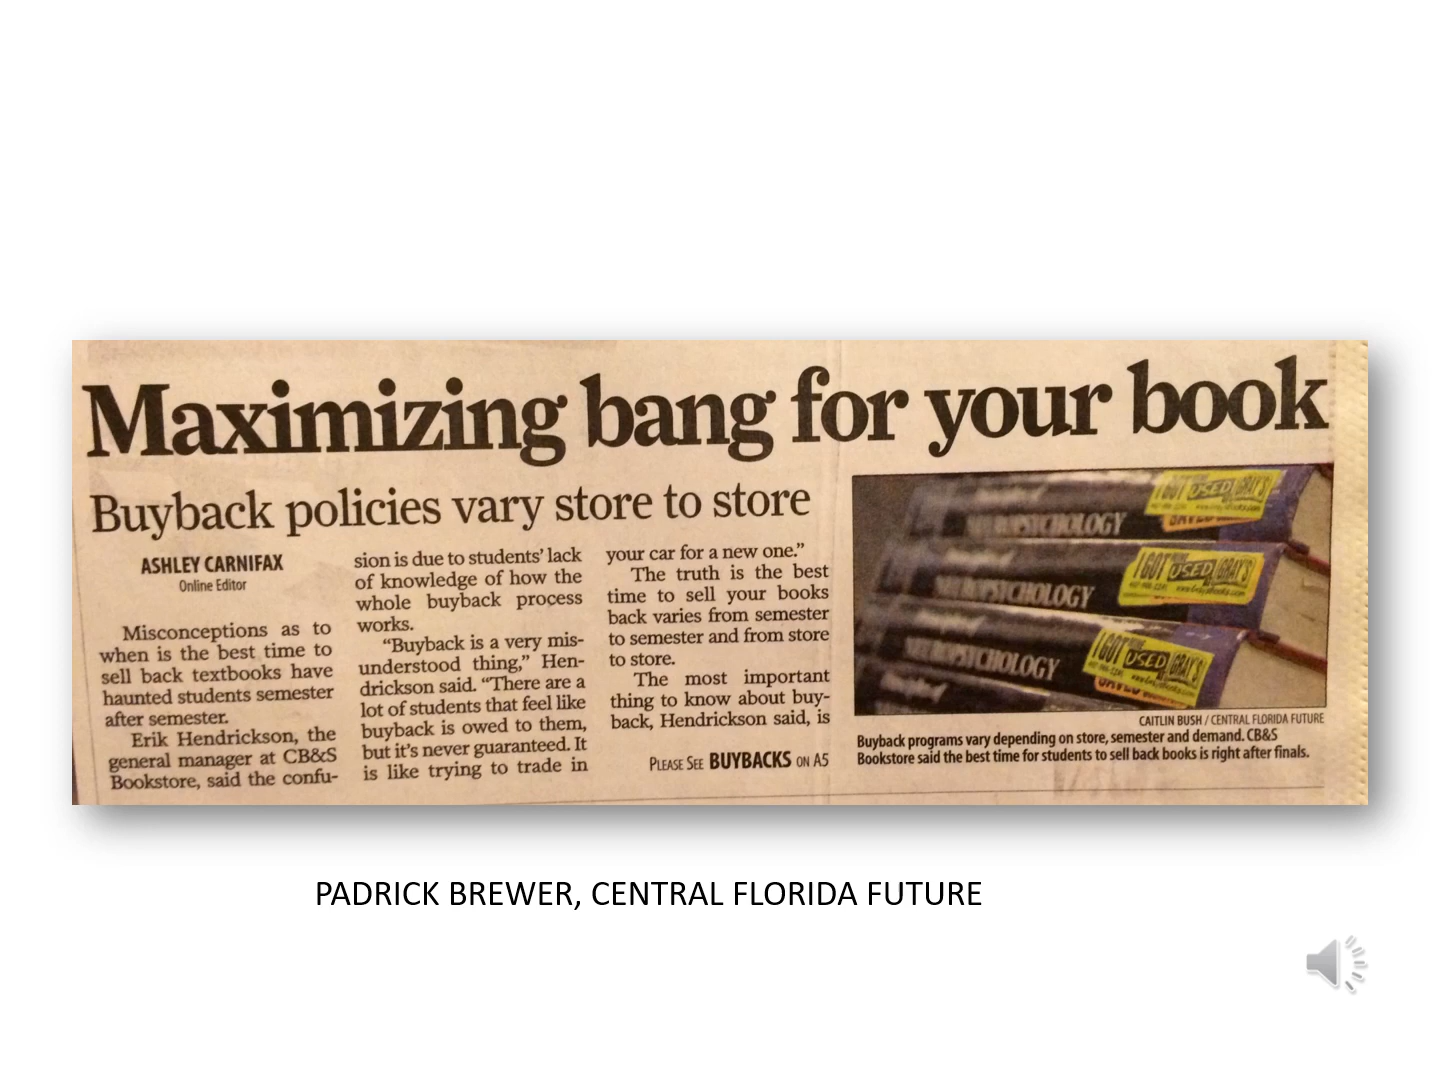 Maximizing bang for your book
Buyback policies vary store to store
ASHLEY CARNIFAX
Online Editor
Misconceptions as to
when is the best time to
sell back textbooks have
haunted students semester
after semester.
Erik Hendrickson, the
general manager at CB&S
Bookstore, said the confu-
sion is due to students' lack
of knowledge of how the
whole buyback process
works.
“Buyback is a very mis-
understood thing,” Hen-
drickson said. “There are a
lot of students that feel like
buyback is owed to them,
but it's never guaranteed. It
is like trying to trade in
your car for a new one.”
The truth is the best
time to sell your books
back varies from semester
to semester and from store
to store.
The most important
thing to know about buy-
back, Hendrickson said, is
PLEASE SEE BUYBACKS ON A5
NEUROPSYCHOLOGY
I GOT USED GRAY'S
NEUROPSYCHOLOGY
I GOT USED GRAY'S
NEUROPSYCHOLOGY
I GOT USED GRAY'S
CAITLIN BUSH / CENTRAL FLORIDA FUTURE
Buyback programs vary depending on store, semester and demand. CB&S
Bookstore said the best time for students to sell back books is right after finals.
PADRICK BREWER, CENTRAL FLORIDA FUTURE